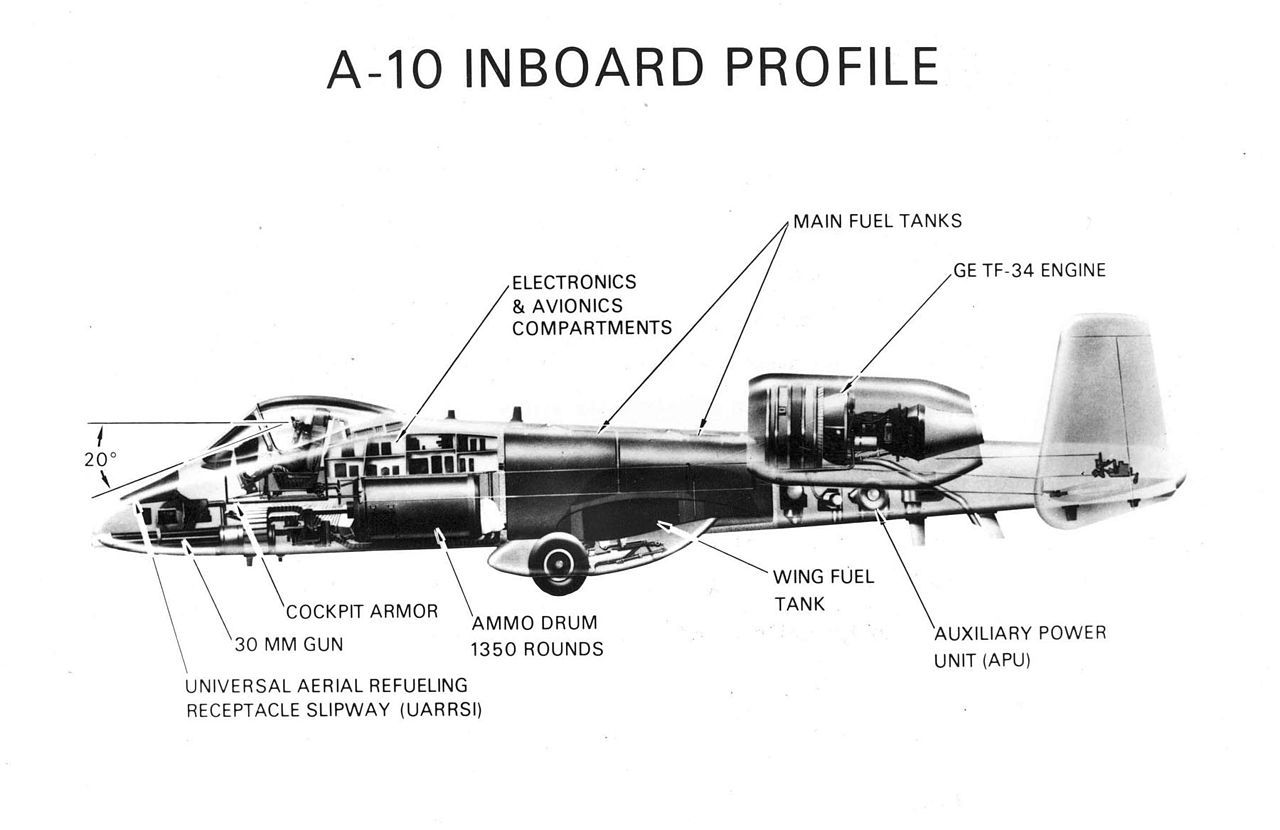 A-10 INBOARD PROFILE
MAIN FUEL TANKS
GE TF-34 ENGINE
ELECTRONICS
& AVIONICS
COMPARTMENTS
20°
WING FUEL
TANK
COCKPIT ARMOR
AMMO DRUM
1350 ROUNDS
30 MM GUN
AUXILIARY POWER
UNIT (APU)
UNIVERSAL AERIAL REFUELING
RECEPTACLE SLIPWAY (UARRSI)